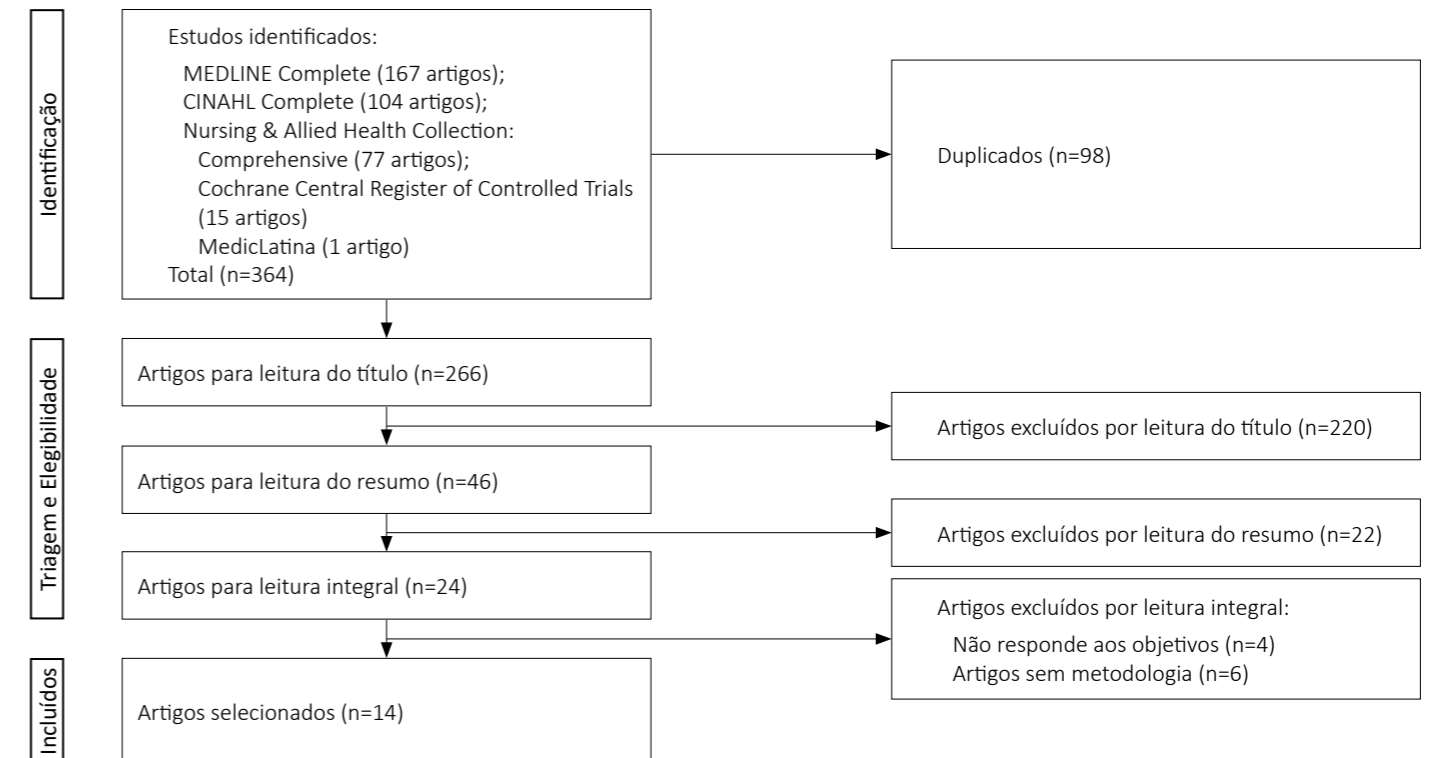 Identificação
Estudos identificados:
MEDLINE Complete (167 artigos);
CINAHL Complete (104 artigos);
Nursing & Allied Health Collection:
Comprehensive (77 artigos);
Cochrane Central Register of Controlled Trials
(15 artigos)
MedicLatina (1 artigo)
Total (n=364)
Duplicados (n=98)
Triagem e Elegibilidade
Artigos para leitura do título (n=266)
Artigos excluídos por leitura do título (n=220)
Artigos para leitura do resumo (n=46)
Artigos excluídos por leitura do resumo (n=22)
Artigos para leitura integral (n=24)
Artigos excluídos por leitura integral:
Não responde aos objetivos (n=4)
Artigos sem metodologia (n=6)
Incluídos
Artigos selecionados (n=14)